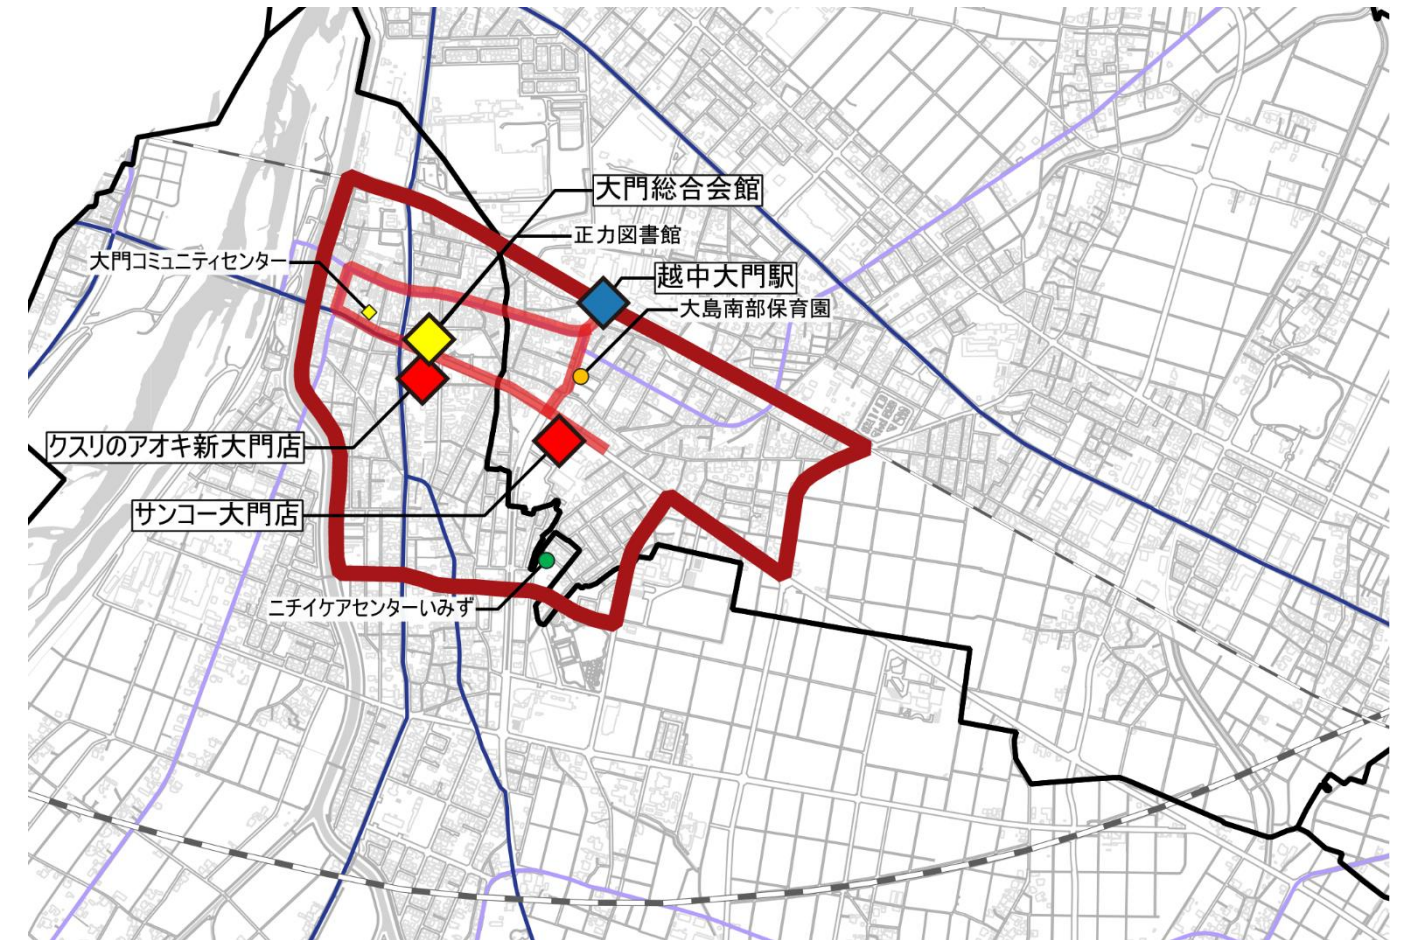 大門総合会館
正力図書館
大門コミュニティセンター
越中大門駅
大島南部保育園
クスリのアオキ新大門店
サンコー大門店
ニチイケアセンターいみず